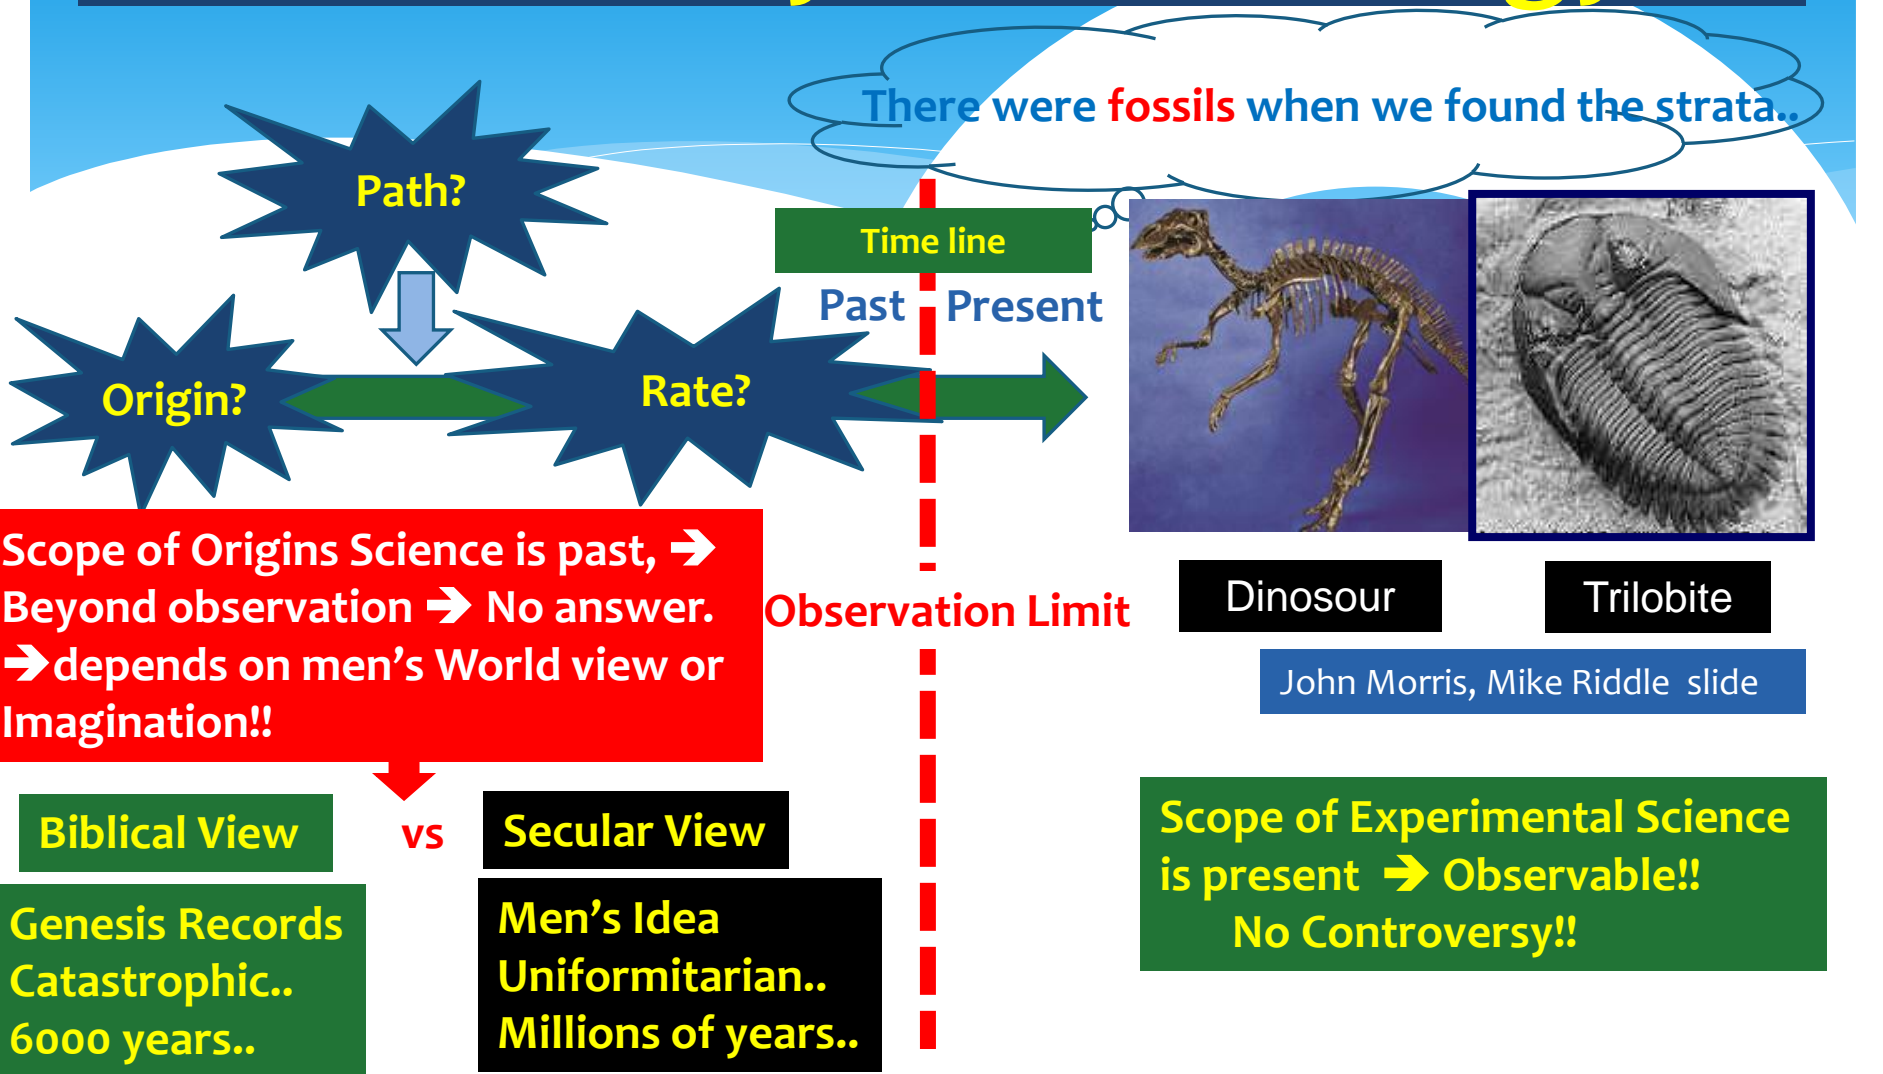 There were fossils when we found the strata..
Path?
Time line
Past Present
Origin?
Rate?
Scope of Origins Science is past, ➔
Beyond observation ➔ No answer.
➔depends on men's World view or
Imagination!!
Observation Limit
Dinosour
Trilobite
John Morris, Mike Riddle slide
Biblical View
vs
Secular View
Genesis Records
Catastrophic..
6000 years..
Men's Idea
Uniformitarian..
Millions of years..
Scope of Experimental Science
is present ➔ Observable!!
No Controversy!!